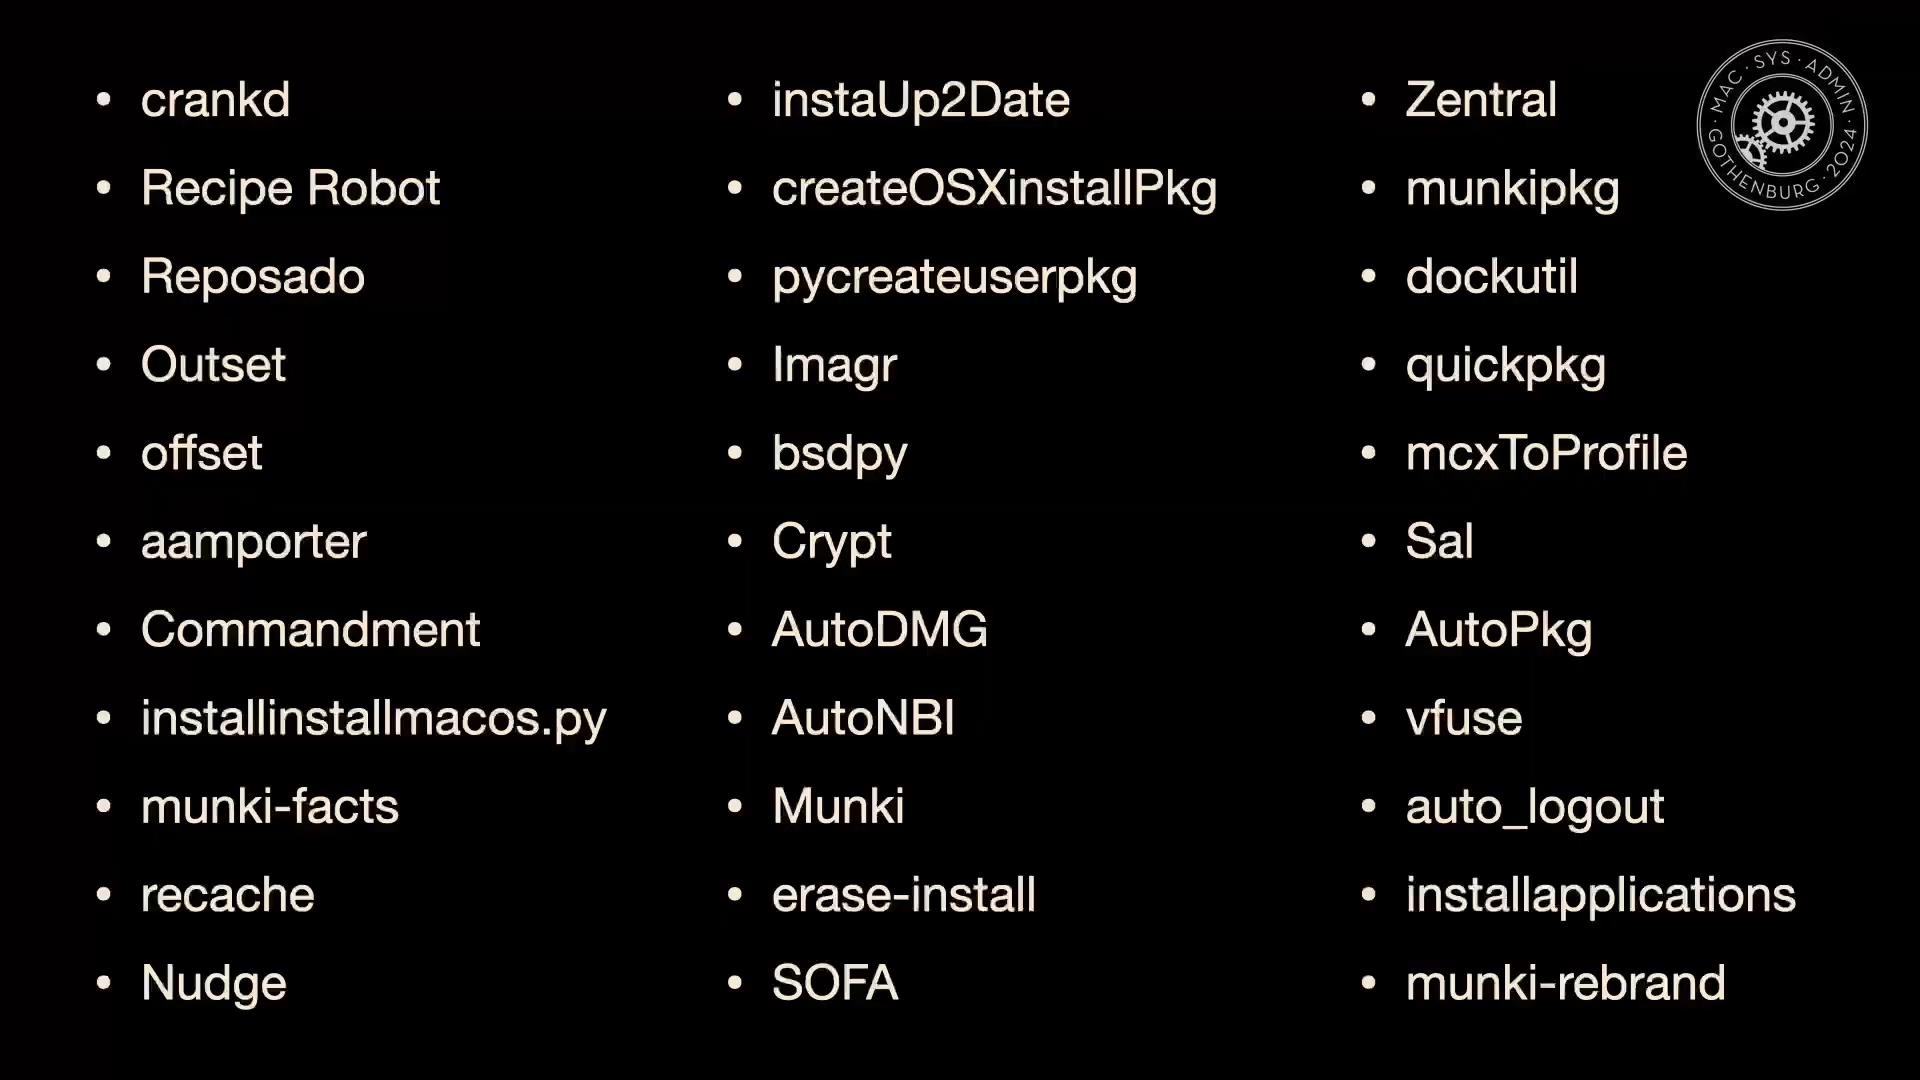 • crankd
• Recipe Robot
• Reposado
• Outset
• offset
• aamporter
• Commandment
• installinstallmacos.py
• munki-facts
• recache
• Nudge
• instaUp2Date
• createOSXinstallPkg
• pycreateuserpkg
• Imagr
• bsdpy
• Crypt
• AutoDMG
• AutoNBI
• Munki
• erase-install
• SOFA
• Zentral
• munkipkg
• dockutil
• quickpkg
• mcxToProfile
• Sal
• AutoPkg
• vfuse
• auto_logout
• installapplications
• munki-rebrand
· MAC · SYS · ADMIN ·
GOTHENBURG · 2024